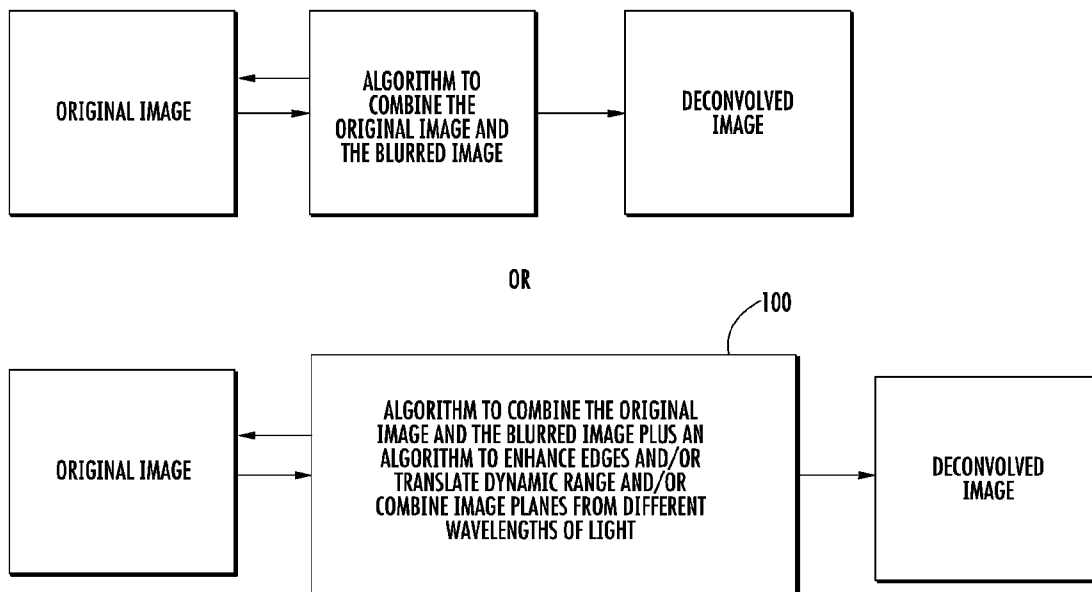 ORIGINAL IMAGE
ALGORITHM TO
COMBINE THE
ORIGINAL IMAGE AND
THE BLURRED IMAGE
DECONVOLVED
IMAGE
OR
100
ORIGINAL IMAGE
ALGORITHM TO COMBINE THE ORIGINAL
IMAGE AND THE BLURRED IMAGE PLUS AN
ALGORITHM TO ENHANCE EDGES AND/OR
TRANSLATE DYNAMIC RANGE AND/OR
COMBINE IMAGE PLANES FROM DIFFERENT
WAVELENGTHS OF LIGHT
DECONVOLVED
IMAGE